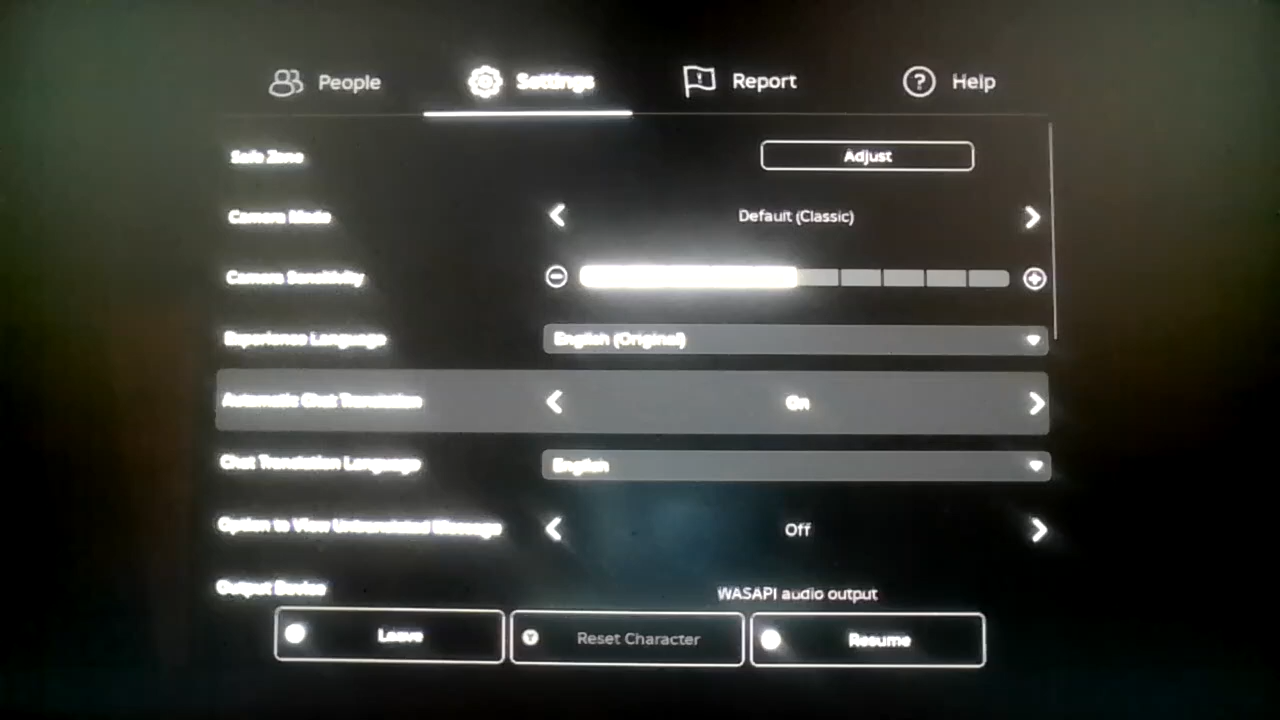 People Settings Report Help
Safe Zone Adjust
Camera Mode Default (Classic)
Camera Sensitivity
Experience Language English (Original)
Automatic Chat Translation On
Chat Translation Language English
Option to View Untranslated Message Off
Output Device WASAPI audio output
Leave Y Reset Character Resume